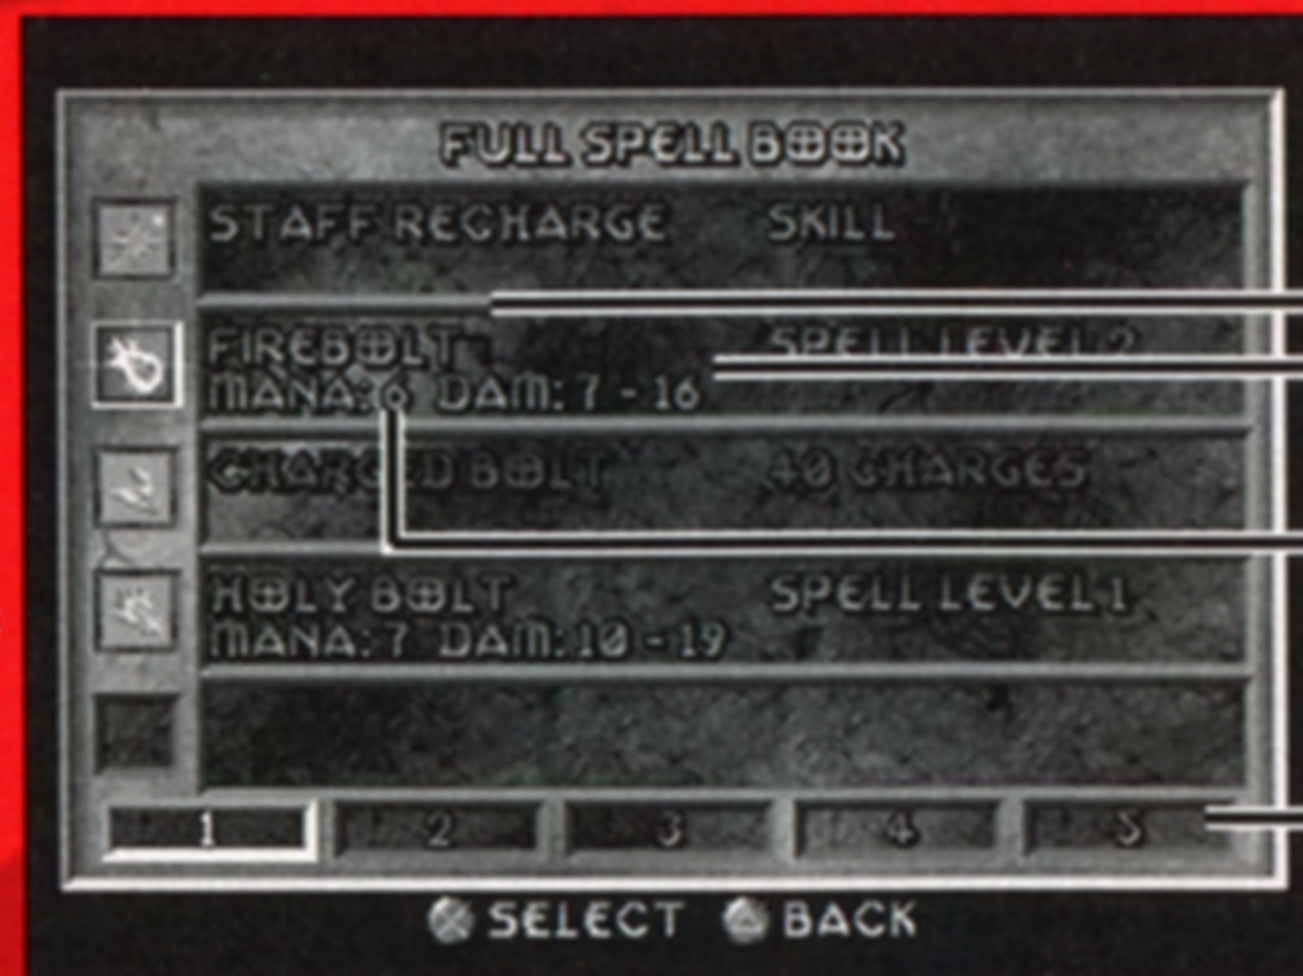 FULL SPELL BOOK
STAFF RECHARGE SKILL
FIREBOLT SPELL LEVEL 2
MANA: 6 DAM: 7 - 16
CHARGED BOLT 40 CHARGES
HOLY BOLT SPELL LEVEL 1
MANA: 7 DAM: 10 - 19
1 2 3 4 5
SELECT BACK